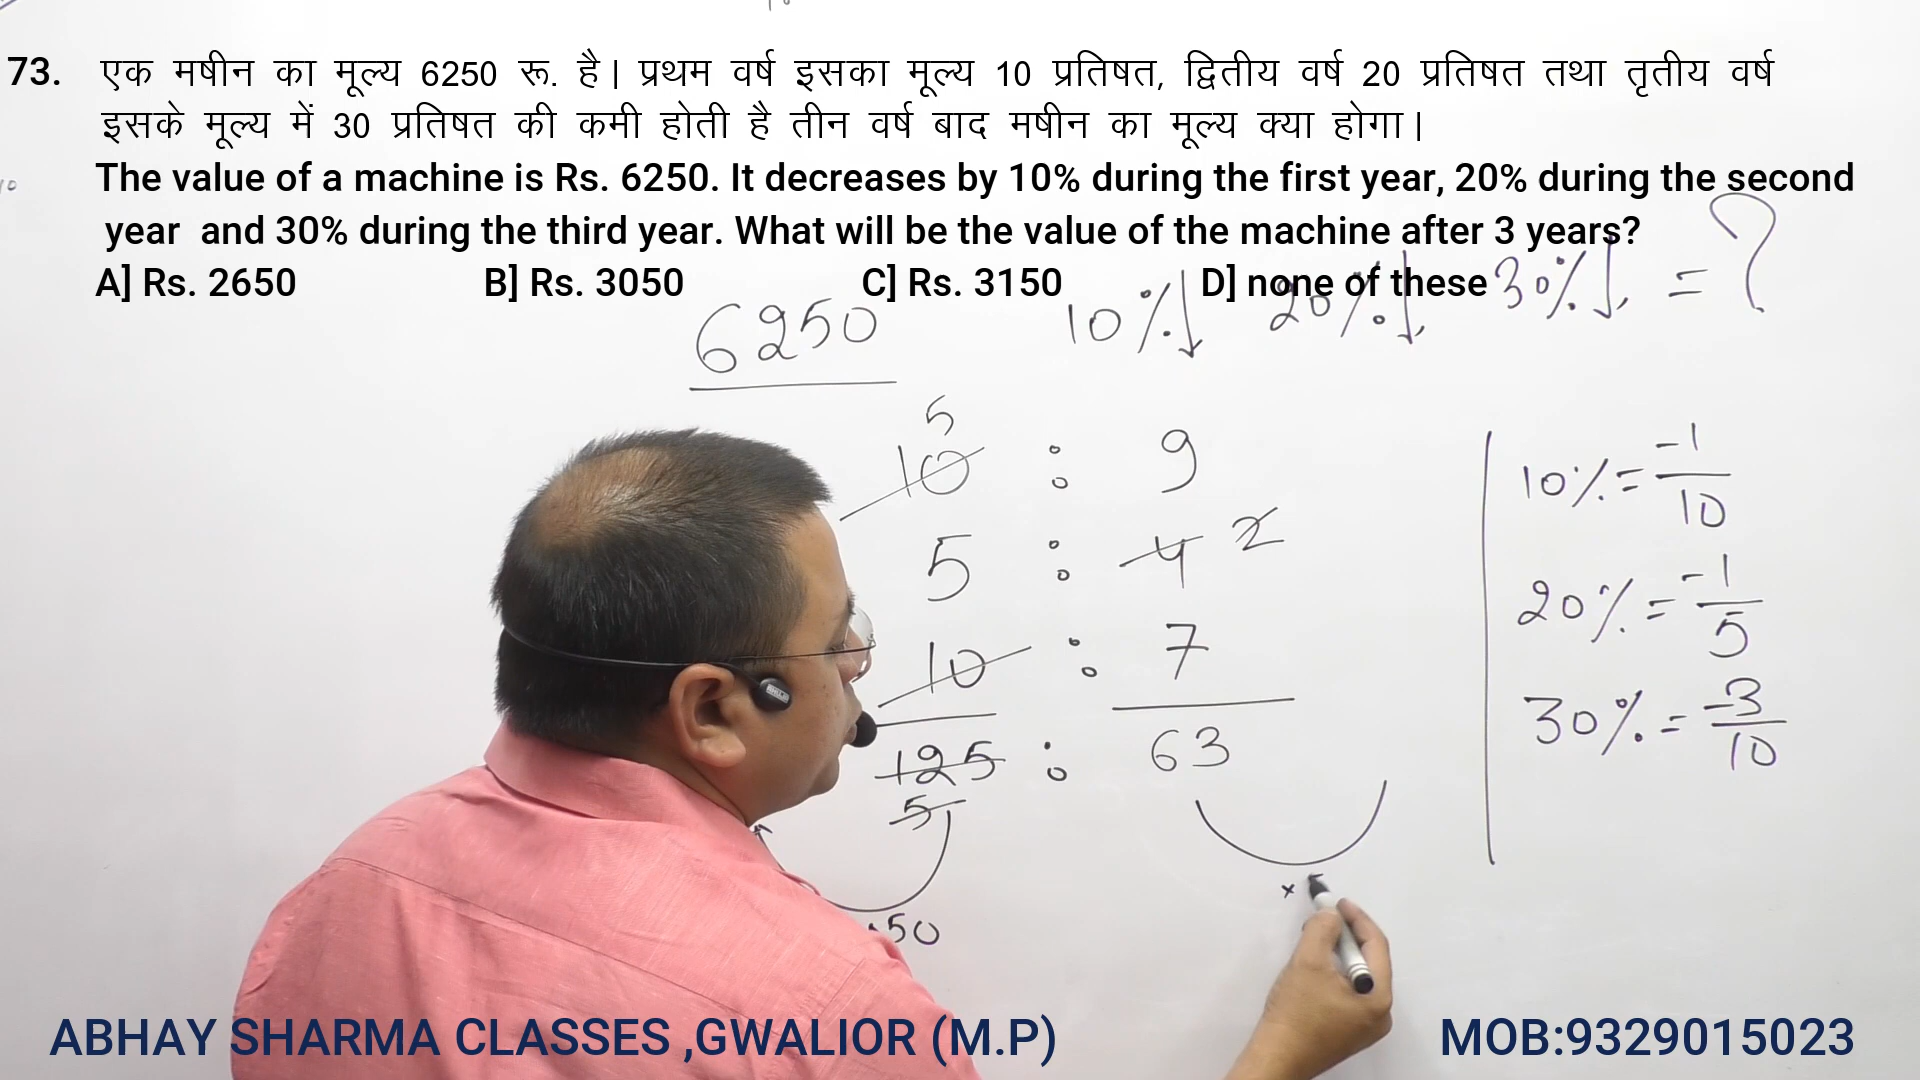 73. एक मषीन का मूल्य 6250 रू. है। प्रथम वर्ष इसका मूल्य 10 प्रतिषत, द्वितीय वर्ष 20 प्रतिषत तथा तृतीय वर्ष
इसके मूल्य में 30 प्रतिषत की कमी होती है तीन वर्ष बाद मषीन का मूल्य क्या होगा।
The value of a machine is Rs. 6250. It decreases by 10% during the first year, 20% during the second
year and 30% during the third year. What will be the value of the machine after 3 years?
A] Rs. 2650 B] Rs. 3050 C] Rs. 3150 D] none of these
6250 10%↓ 20%↓, 30%↓, = ?
5
10 : 9
5 : 4 2
10 : 7
125 : 63
5
50
×
10% = -1/10
20% = -1/5
30% = -3/10
ABHAY SHARMA CLASSES ,GWALIOR (M.P) MOB:9329015023